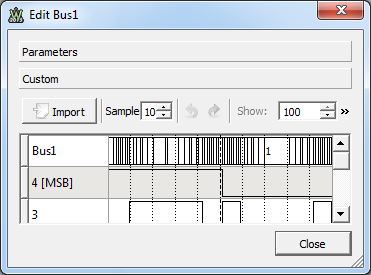 Edit Bus1
Parameters
Custom
Import Sample 10 Show: 100 »
Bus1 1
4 [MSB]
3
Close